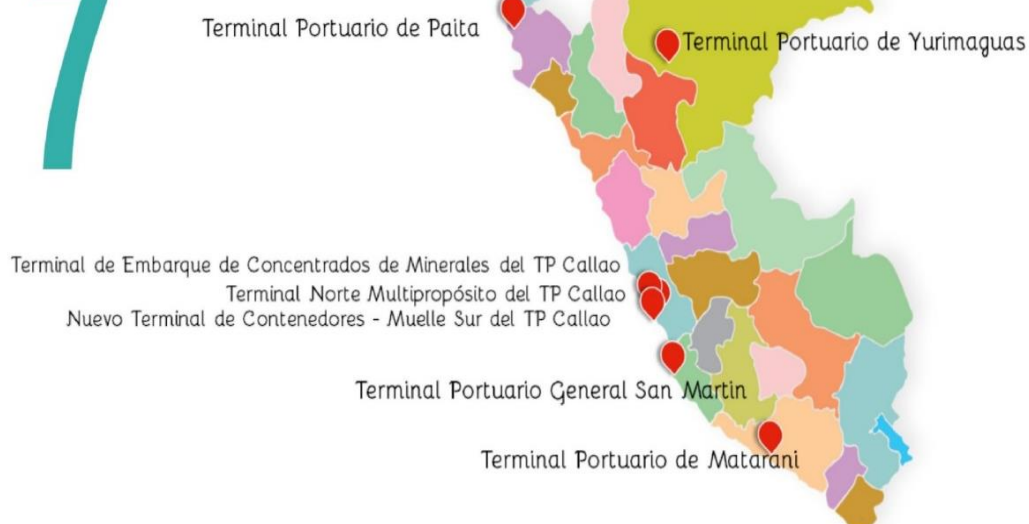 7
Terminal Portuario de Paita
Terminal Portuario de Yurimaguas
Terminal de Embarque de Concentrados de Minerales del TP Callao
Terminal Norte Multipropósito del TP Callao
Nuevo Terminal de Contenedores - Muelle Sur del TP Callao
Terminal Portuario General San Martin
Terminal Portuario de Matarani